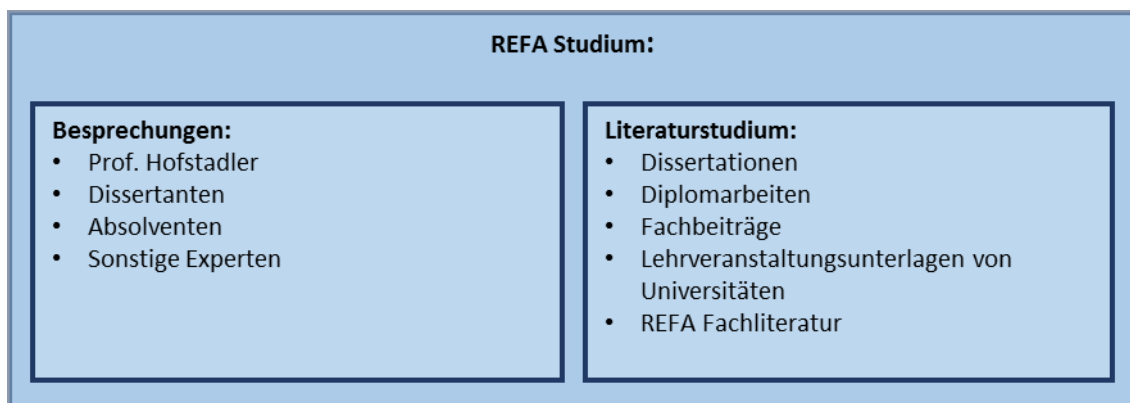 REFA Studium:
Besprechungen:
• Prof. Hofstadler
• Dissertanten
• Absolventen
• Sonstige Experten
Literaturstudium:
• Dissertationen
• Diplomarbeiten
• Fachbeiträge
• Lehrveranstaltungsunterlagen von
Universitäten
• REFA Fachliteratur